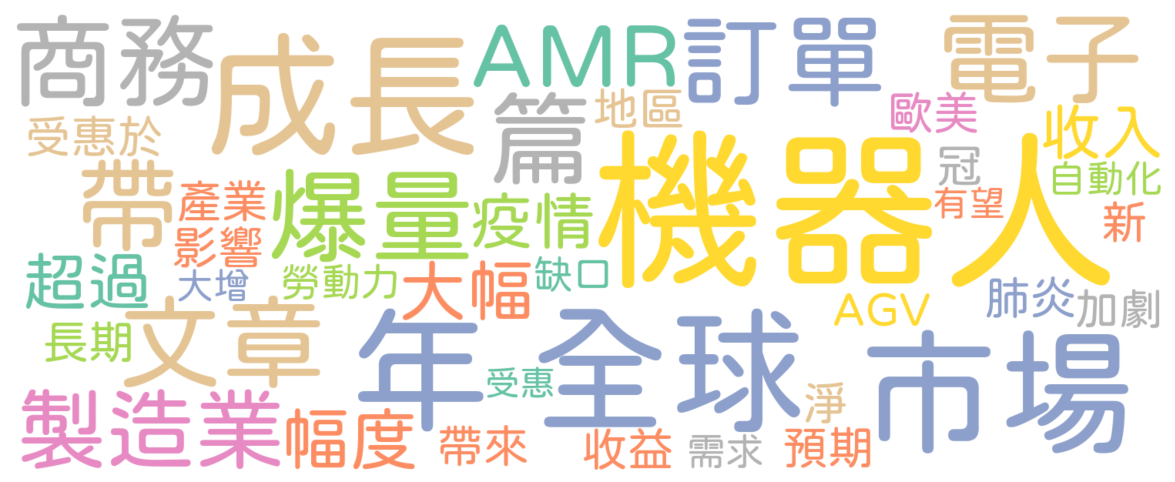 商務
成長
AMR
訂單
電子
受惠於
篇
地區
歐美
收入
帶
產業
爆量
疫情
機器人
冠
自動化
有望
新
影響
超過
大增
勞動力
大幅
缺口
AGV
肺炎
加劇
長期
文章
年
全球
市場
受惠
淨
製造業
幅度
帶來
收益
需求
預期